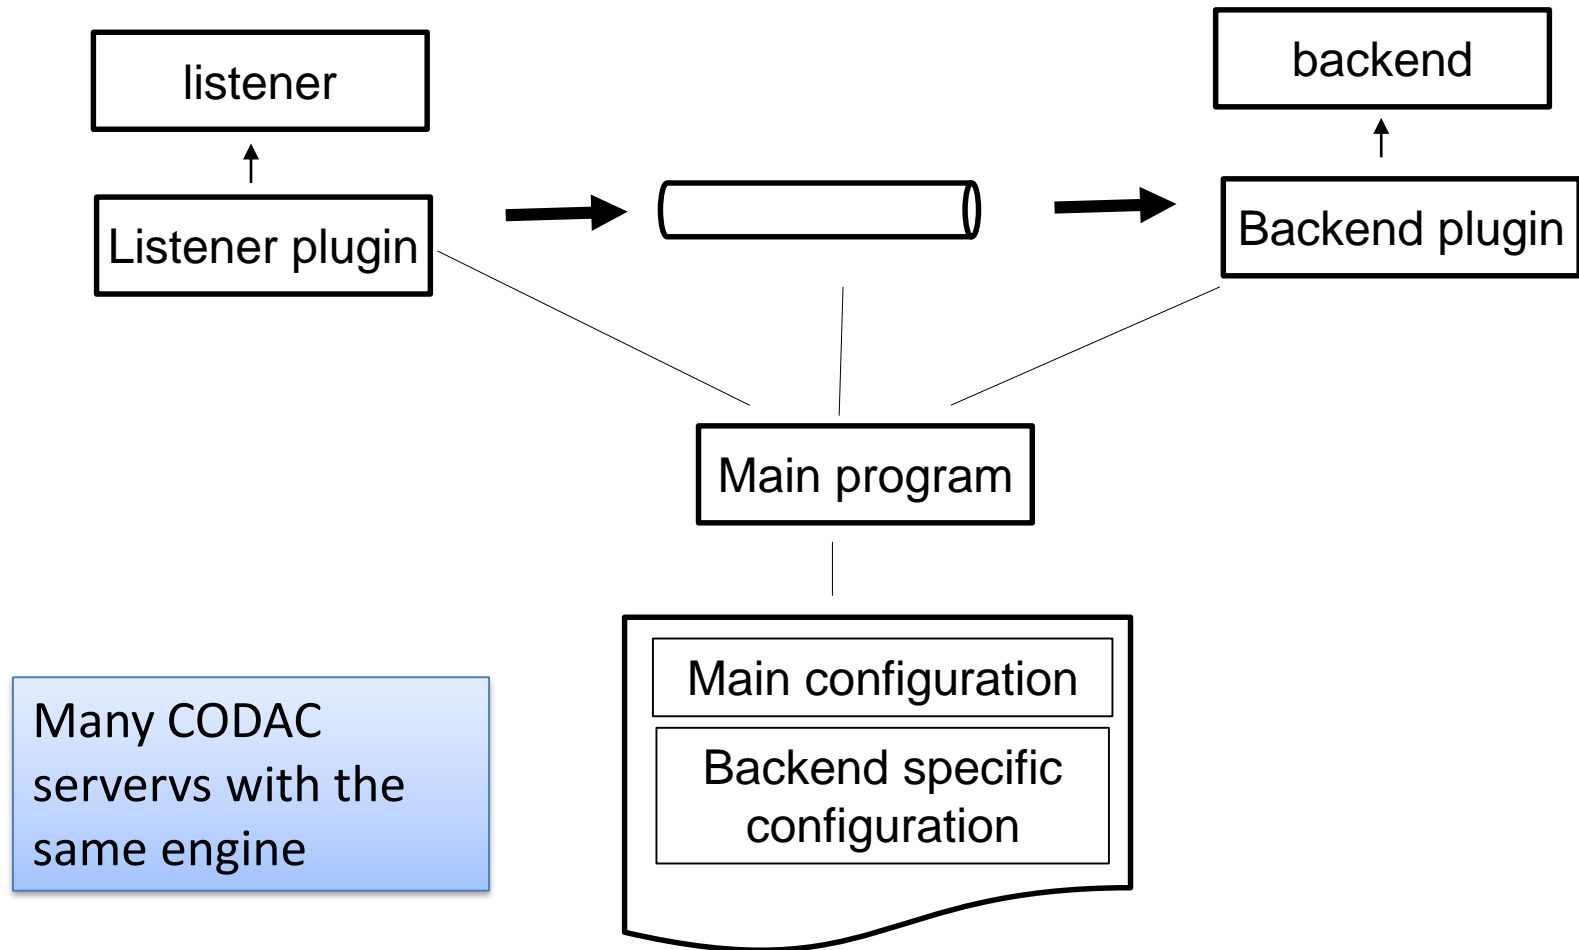 listener
backend
Listener plugin
Backend plugin
Main program
Main configuration
Backend specific
configuration
Many CODAC
servervs with the
same engine